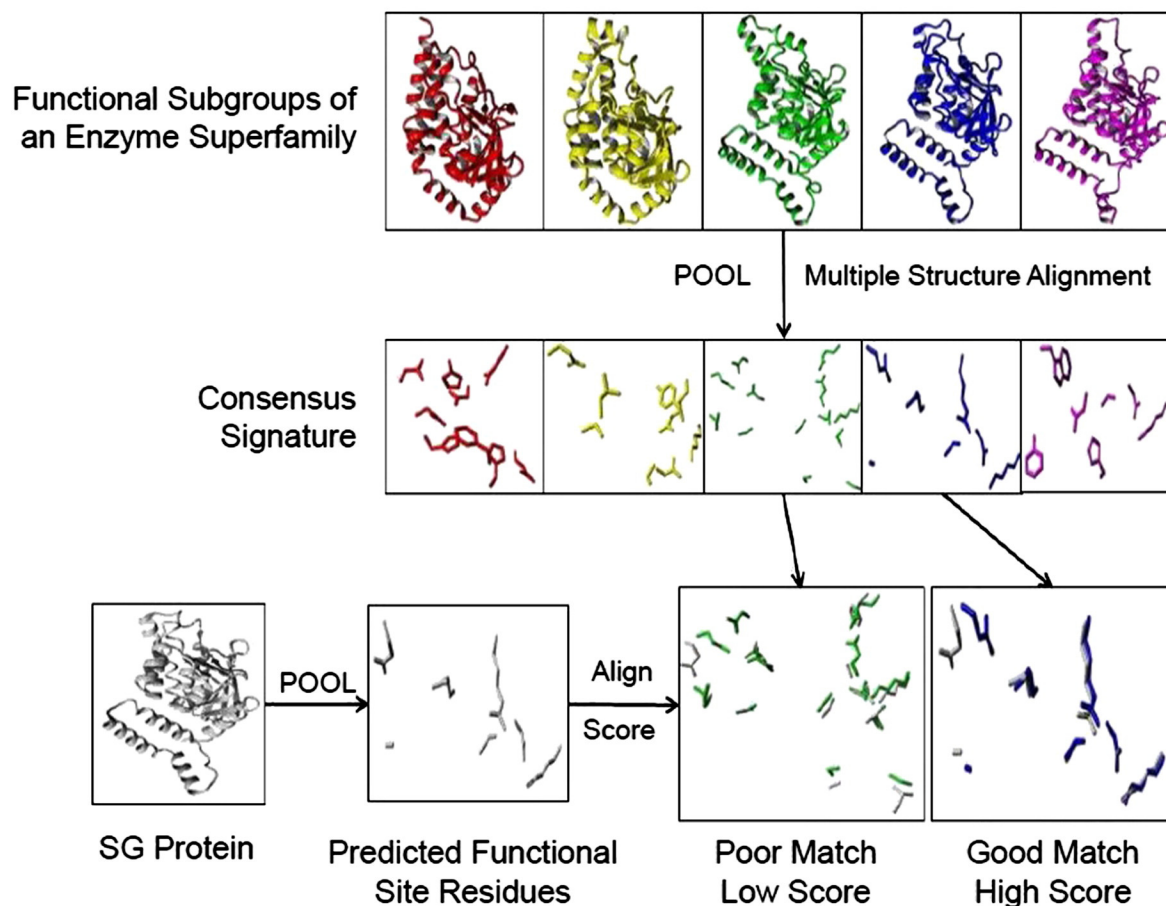 Functional Subgroups of
an Enzyme Superfamily
POOL
Multiple Structure Alignment
Consensus
Signature
POOL
Align
Score
SG Protein
Predicted Functional
Site Residues
Poor Match
Low Score
Good Match
High Score